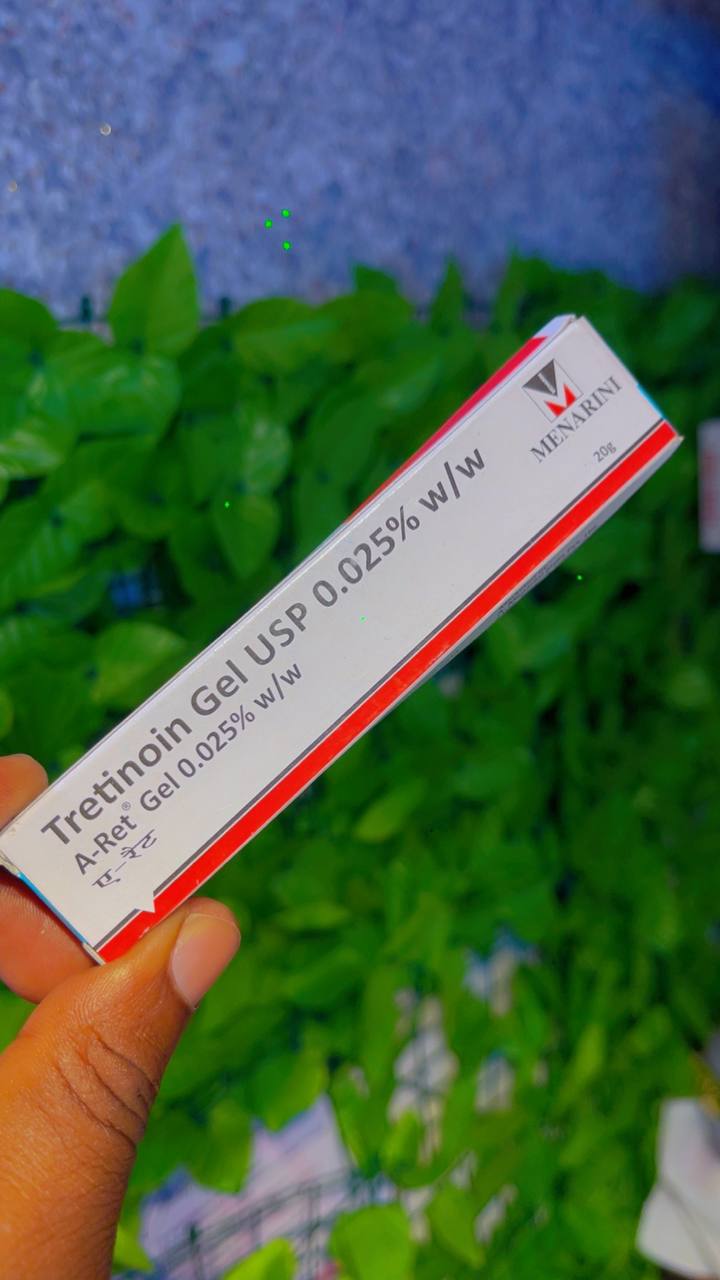 Tretinoin Gel USP 0.025% w/w
A-Ret® Gel 0.025% w/w
ए-रेट
MENARINI
20g